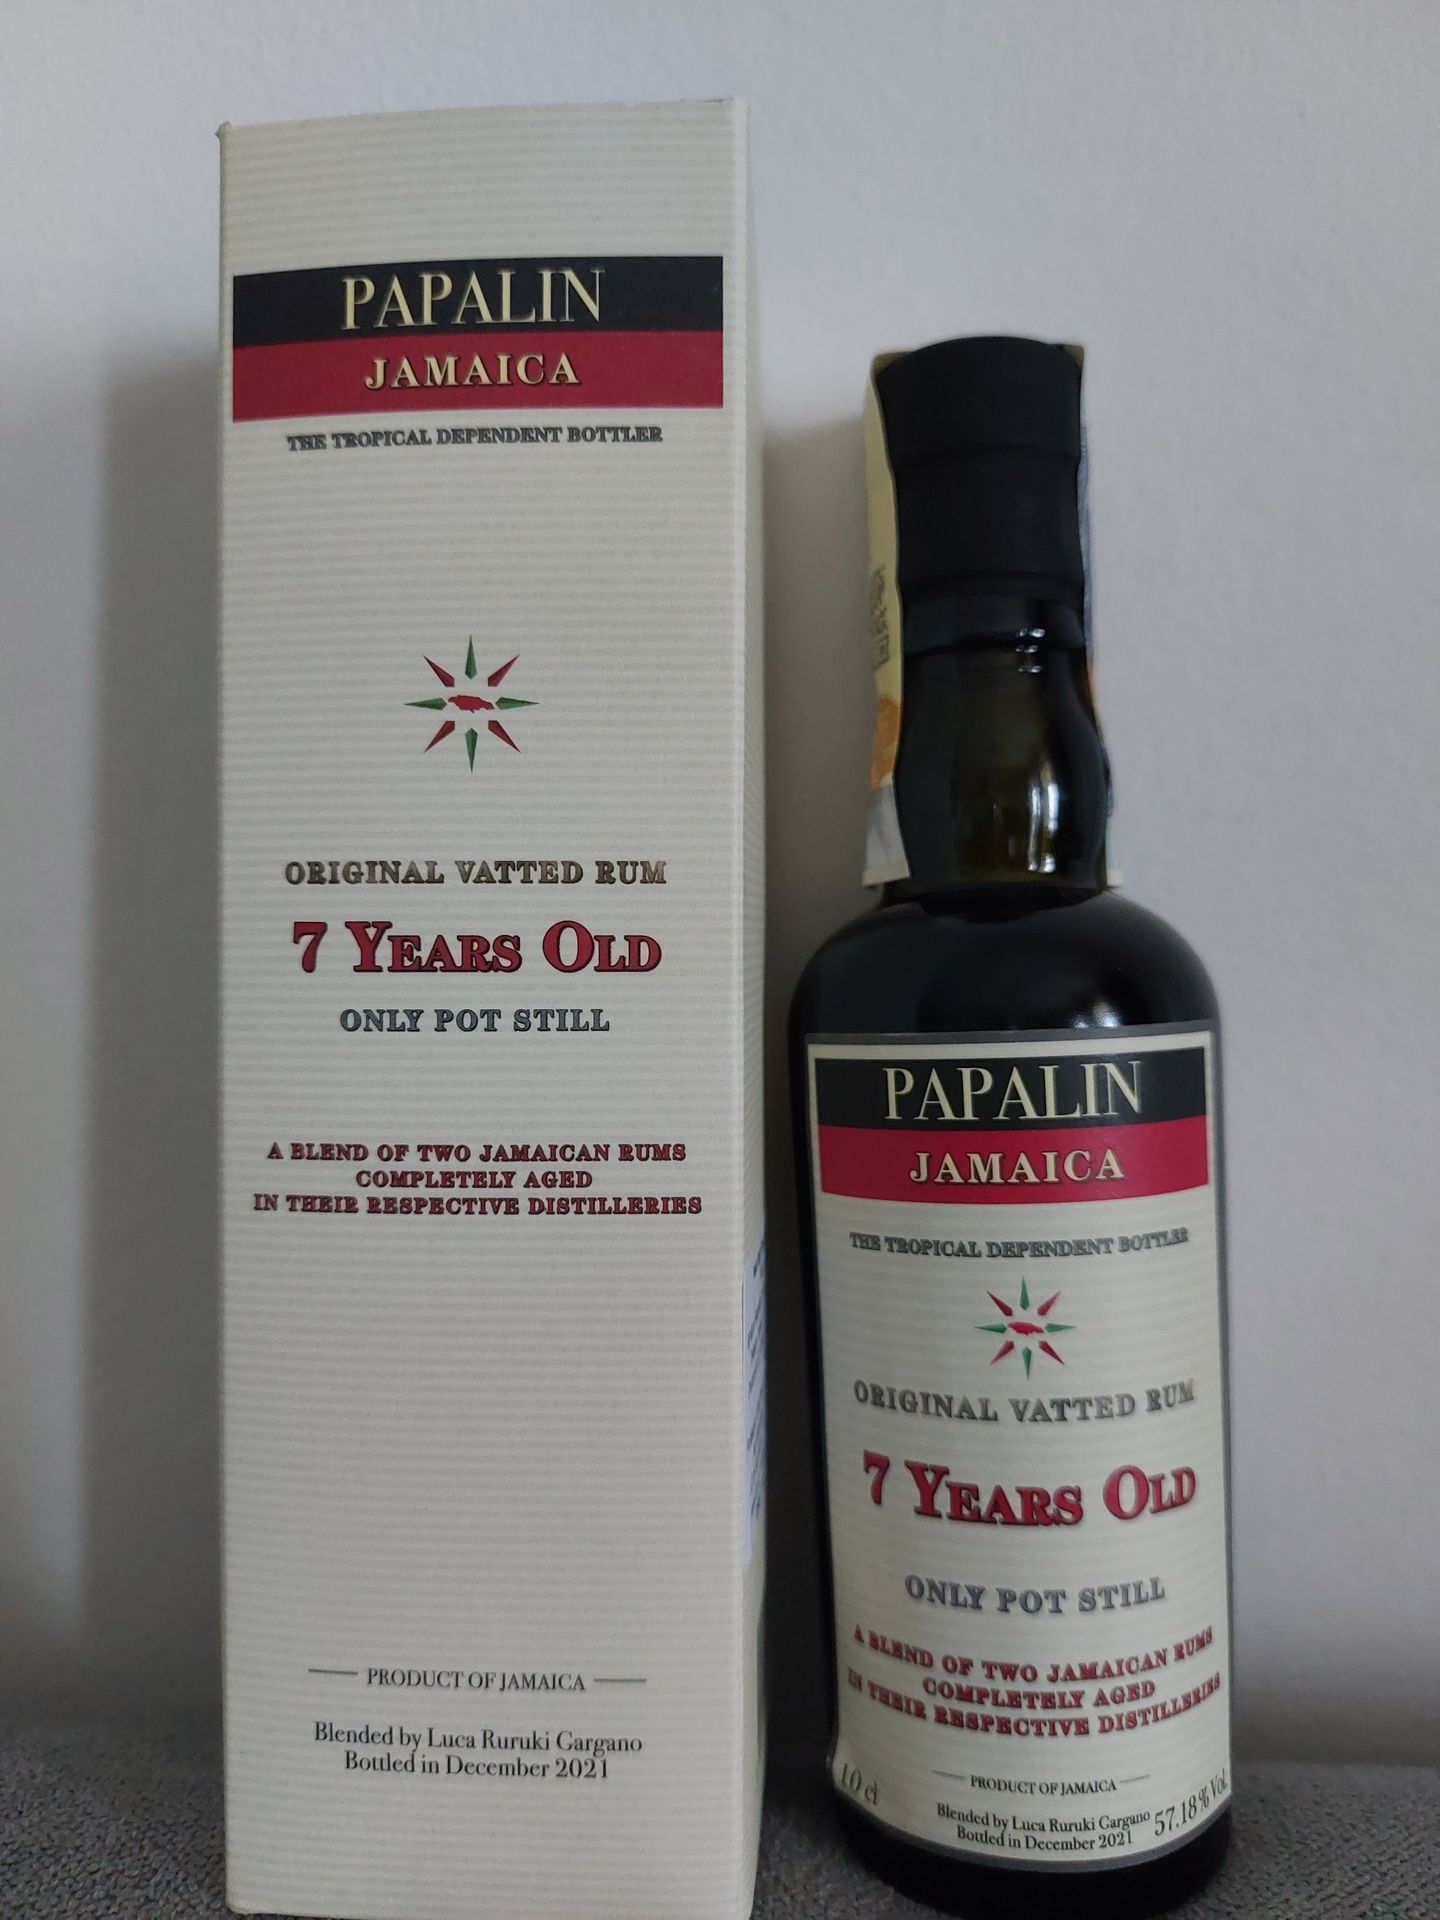 PAPALIN
JAMAICA
THE TROPICAL DEPENDENT BOTTLER
ORIGINAL VATTED RUM
7 YEARS OLD
ONLY POT STILL
A BLEND OF TWO JAMAICAN RUMS
COMPLETELY AGED
IN THEIR RESPECTIVE DISTILLERIES
PRODUCT OF JAMAICA
Blended by Luca Ruruki Gargano
Bottled in December 2021
PAPALIN
JAMAICA
THE TROPICAL DEPENDENT BOTTLER
ORIGINAL VATTED RUM
7 YEARS OLD
ONLY POT STILL
A BLEND OF TWO JAMAICAN RUMS
COMPLETELY AGED
IN THEIR RESPECTIVE DISTILLERIES
PRODUCT OF JAMAICA
10 cl
Blended by Luca Ruruki Gargano
Bottled in December 2021
57.18% Vol.